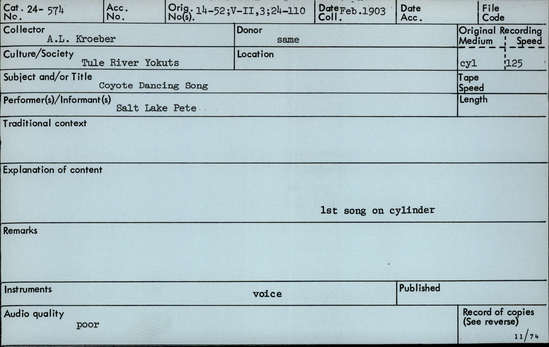 Cat. 24- 574 Acc. Orig. 14-52;V-II,3;24-110 Date Feb.1903 Date File
No. No. No(s). Coll. Acc. Code
Collector Donor Original Recording
A.L. Kroeber same Medium Speed
Culture/Society Location
Tule River Yokuts cyl 125
Subject and/or Title Tape
Coyote Dancing Song Speed
Performer(s)/Informant(s) Length
Salt Lake Pete
Traditional context
Explanation of content
1st song on cylinder
Remarks
Instruments Published
voice
Audio quality Record of copies
poor (See reverse)
11/74